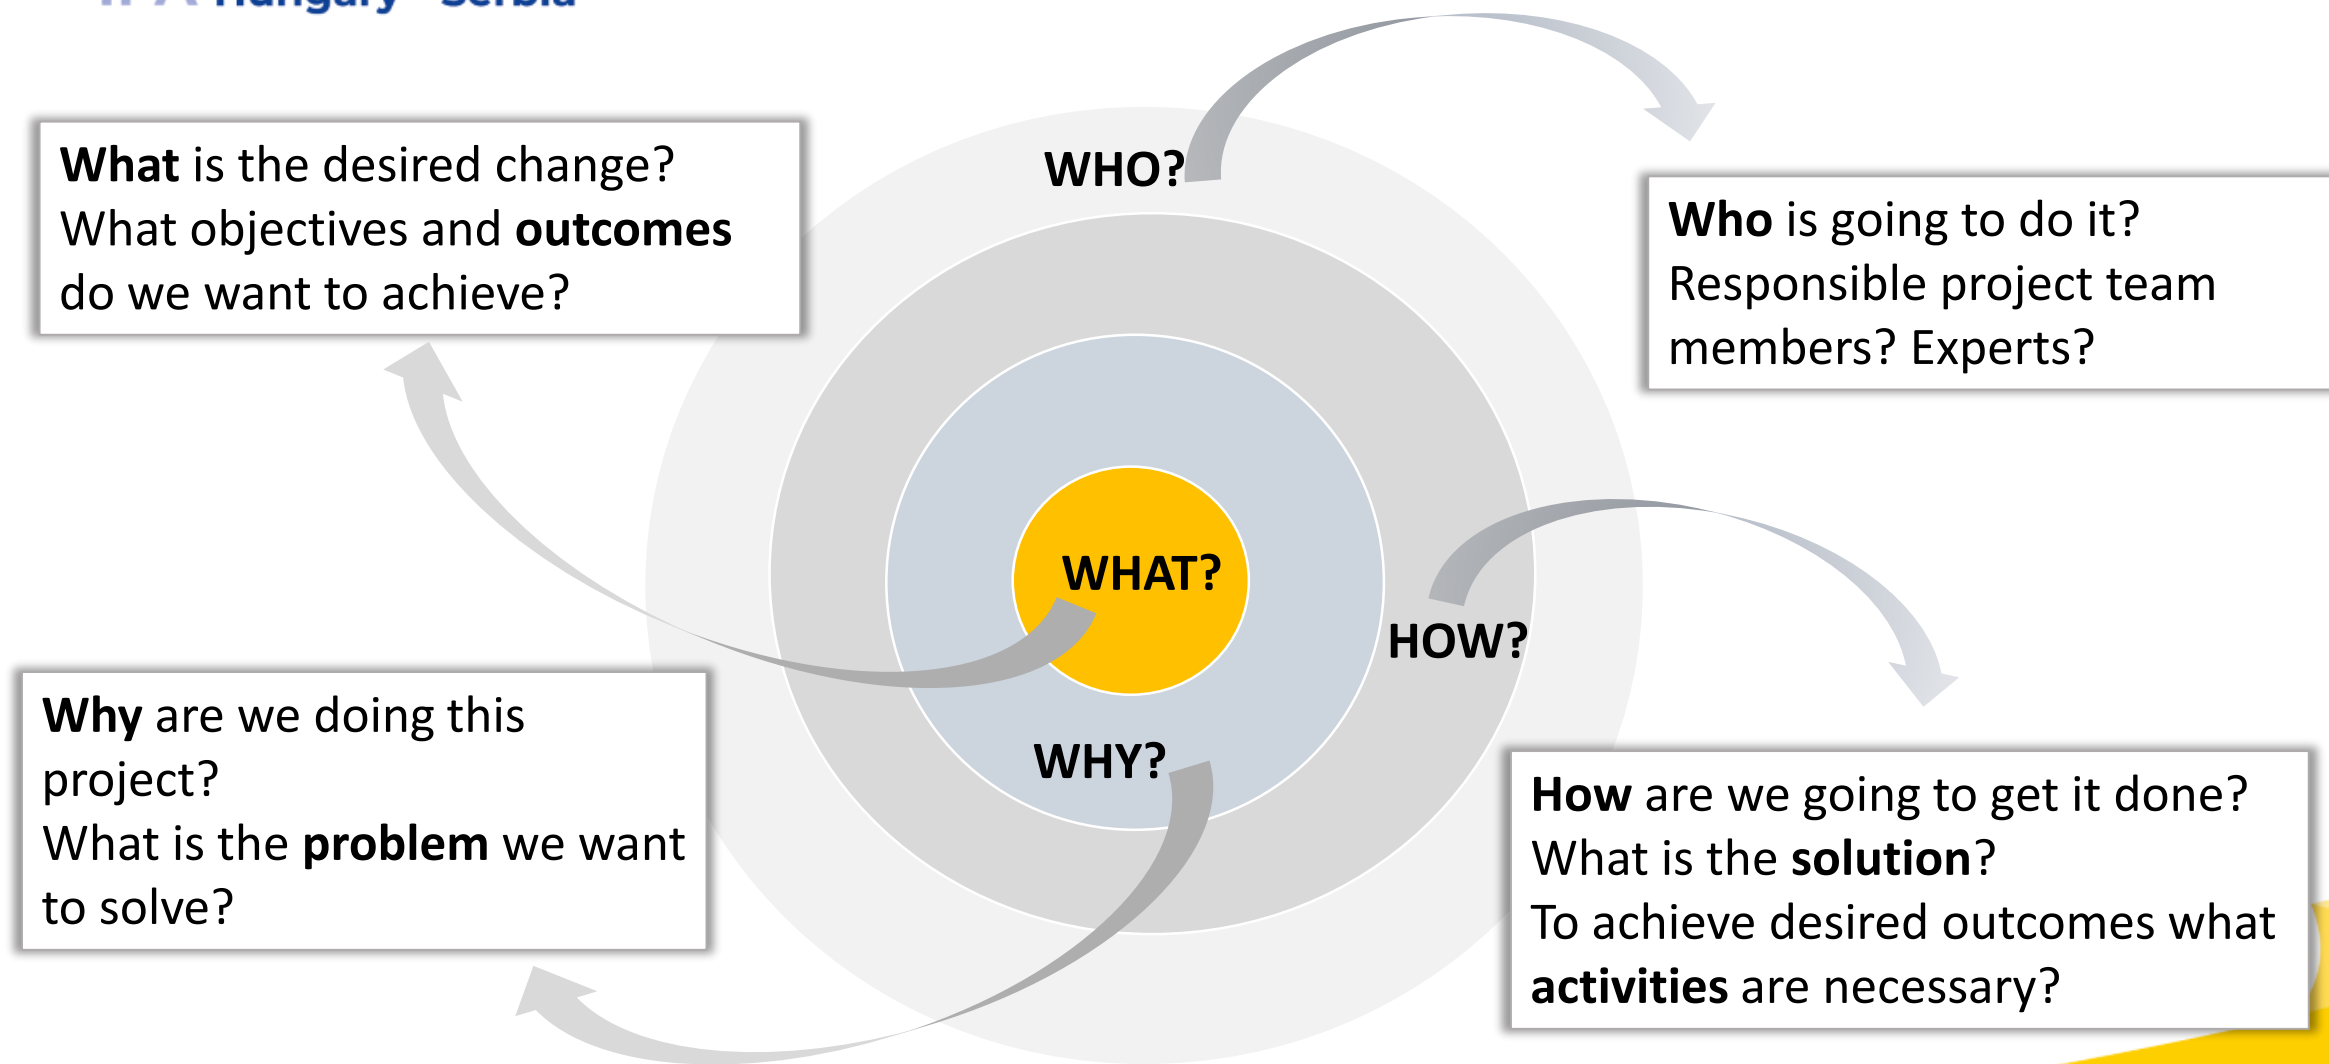 IPA Hungary - Serbia
What is the desired change?
What objectives and outcomes
do we want to achieve?
WHO?
Who is going to do it?
Responsible project team
members? Experts?
WHAT?
HOW?
Why are we doing this
project?
What is the problem we want
to solve?
WHY?
How are we going to get it done?
What is the solution?
To achieve desired outcomes what
activities are necessary?